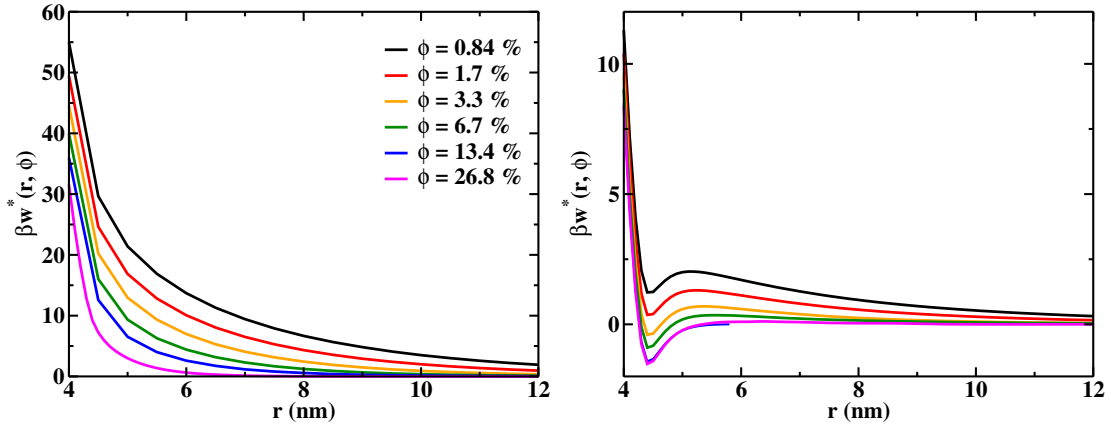 60
50
40
30
20
10
0
βw*(r, ϕ)
4 6 8 10 12
r (nm)
ϕ = 0.84 %
ϕ = 1.7 %
ϕ = 3.3 %
ϕ = 6.7 %
ϕ = 13.4 %
ϕ = 26.8 %
10
5
0
βw*(r, ϕ)
4 6 8 10 12
r (nm)